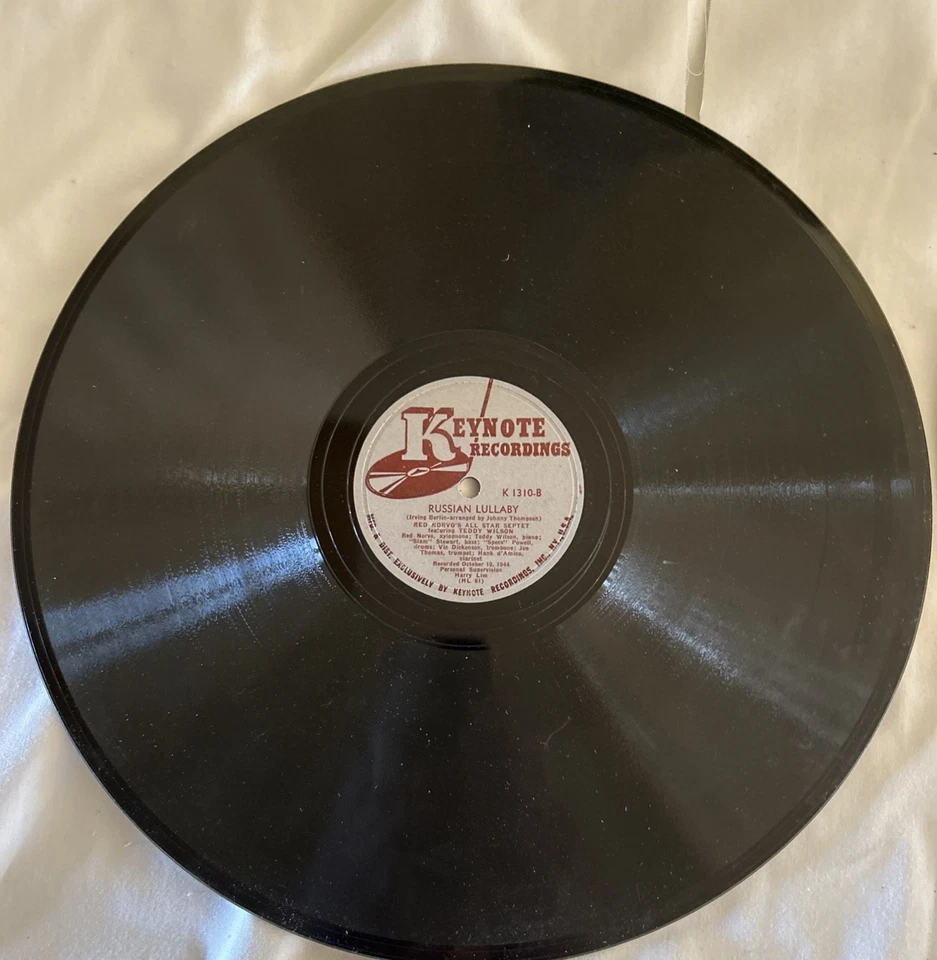 KEYNOTE
RECORDINGS
K 1310-B
RUSSIAN LULLABY
(Irving Berlin-arranged by Johnny Thompson)
RED NORVO'S ALL STAR SEPTET
featuring TEDDY WILSON
Red Norvo, xylophone; Teddy Wilson, piano;
"Slam" Stewart, bass; "Specs" Powell,
drums; Vic Dickenson, trombone; Joe
Thomas, trumpet; Hank d'Amico,
clarinet
Recorded October 10, 1944
Personal Supervision
Harry Lim
(HL 61)
MFG. & DIST. EXCLUSIVELY BY KEYNOTE RECORDINGS, INC., N.Y. U.S.A.